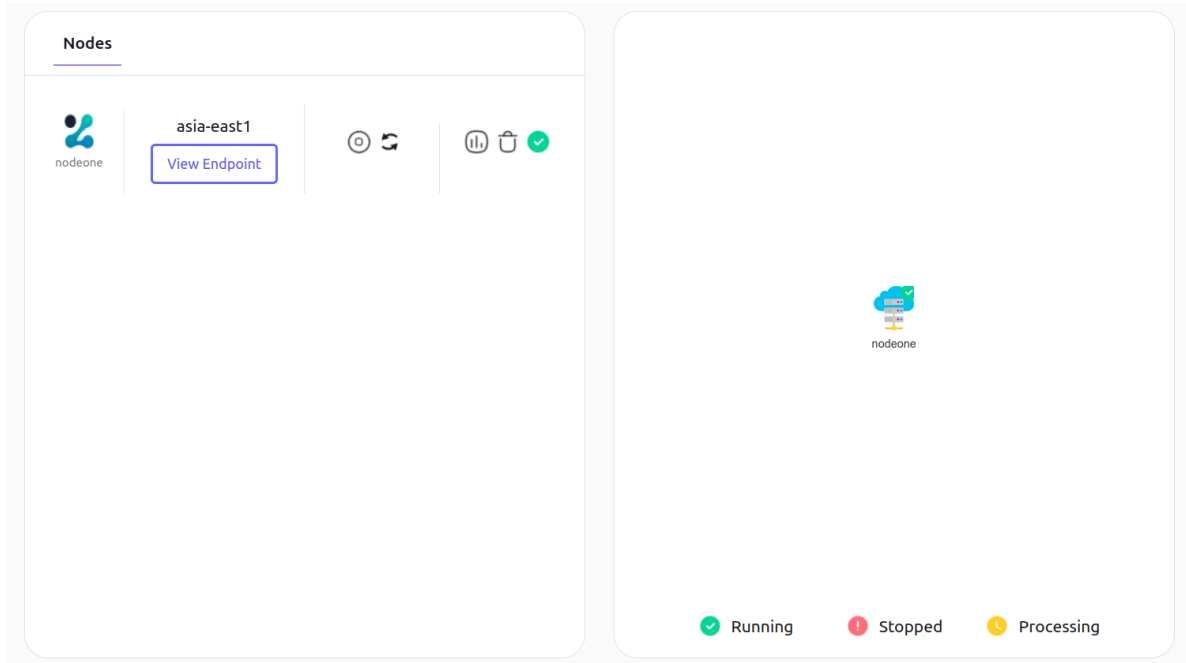 Nodes
nodeone
asia-east1
View Endpoint
nodeone
Running
Stopped
Processing